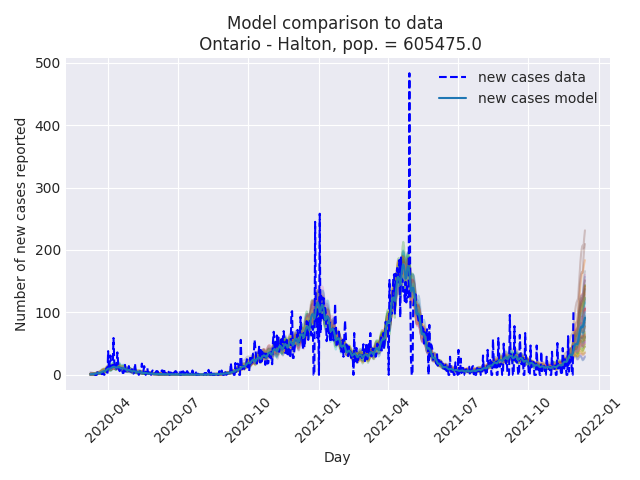 Model comparison to data
Ontario - Halton, pop. = 605475.0
new cases data
new cases model
Number of new cases reported
500
400
300
200
100
0
2020-04
2020-07
2020-10
2021-01
2021-04
2021-07
2021-10
2022-01
Day